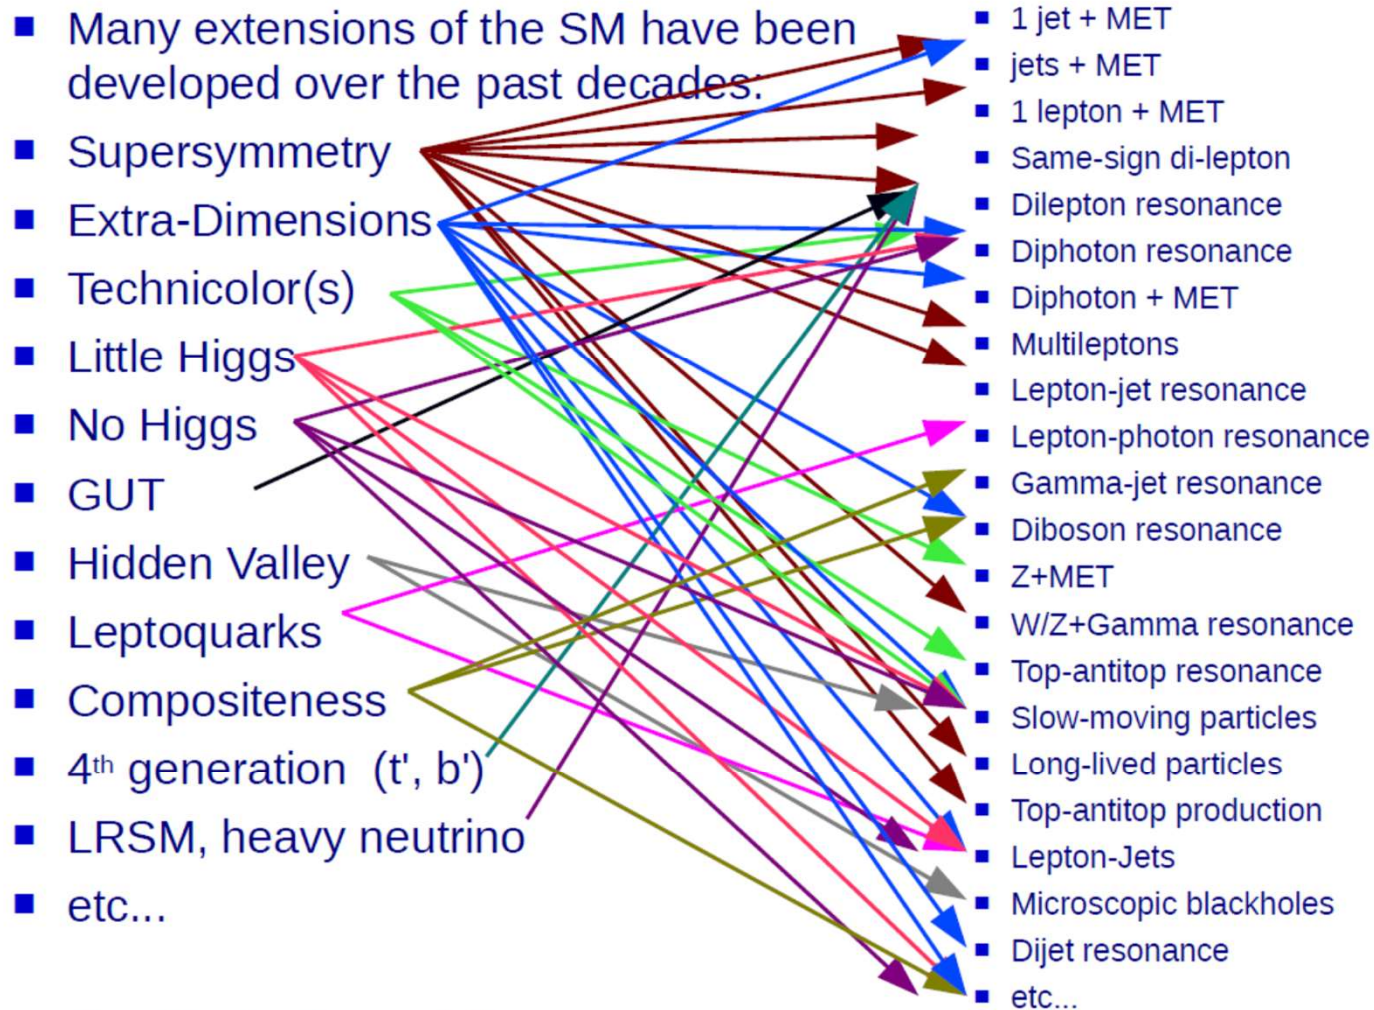 Many extensions of the SM have been
developed over the past decades:
Supersymmetry
Extra-Dimensions
Technicolor(s)
Little Higgs
No Higgs
GUT
Hidden Valley
Leptoquarks
Compositeness
4th generation (t', b')
LRSM, heavy neutrino
etc...
1 jet + MET
jets + MET
1 lepton + MET
Same-sign di-lepton
Dilepton resonance
Diphoton resonance
Diphoton + MET
Multileptons
Lepton-jet resonance
Lepton-photon resonance
Gamma-jet resonance
Diboson resonance
Z+MET
W/Z+Gamma resonance
Top-antitop resonance
Slow-moving particles
Long-lived particles
Top-antitop production
Lepton-Jets
Microscopic blackholes
Dijet resonance
etc...